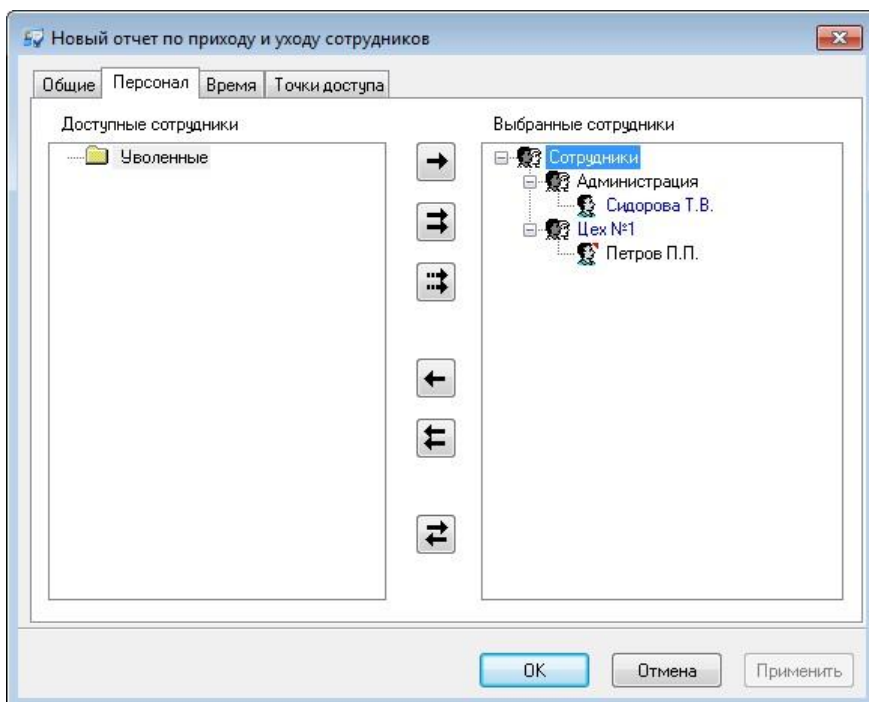 Новый отчет по приходу и уходу сотрудников
Общие Персонал Время Точки доступа
Доступные сотрудники
Уволенные
Выбранные сотрудники
Сотрудники
Администрация
Сидорова Т.В.
Цех №1
Петров П.П.
OK Отмена Применить